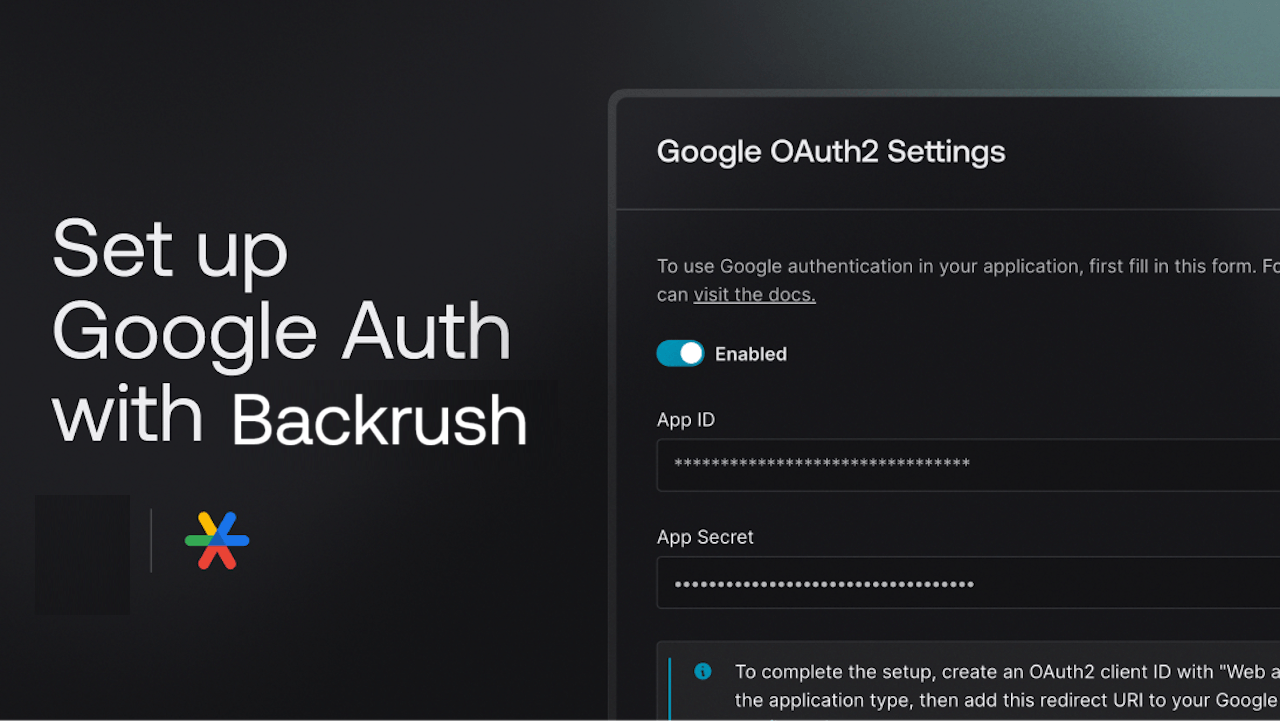 Set up
Google Auth
with Backrush
Google OAuth2 Settings
To use Google authentication in your application, first fill in this form. Fo
can visit the docs.
Enabled
App ID
********************************
App Secret
•••••••••••••••••••••••••••••••••••
To complete the setup, create an OAuth2 client ID with "Web a
the application type, then add this redirect URI to your Google